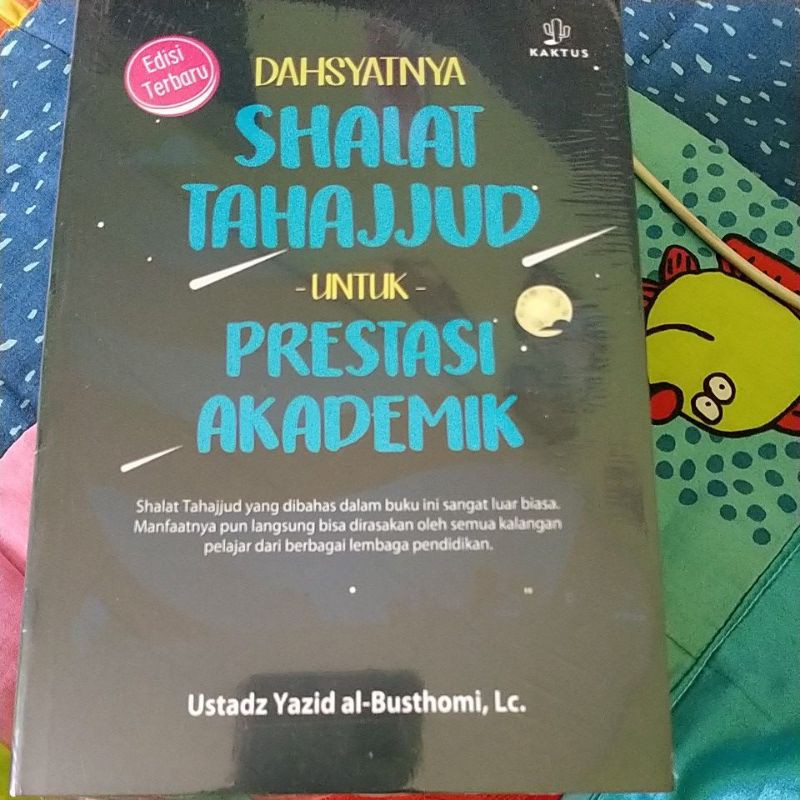 Edisi
Terbaru
KAKTUS
DAHSYATNYA
SHALAT
TAHAJJUD
-UNTUK-
PRESTASI
AKADEMIK
Shalat Tahajjud yang dibahas dalam buku ini sangat luar biasa.
Manfaatnya pun langsung bisa dirasakan oleh semua kalangan
pelajar dari berbagai lembaga pendidikan.
Ustadz Yazid al-Busthomi, Lc.